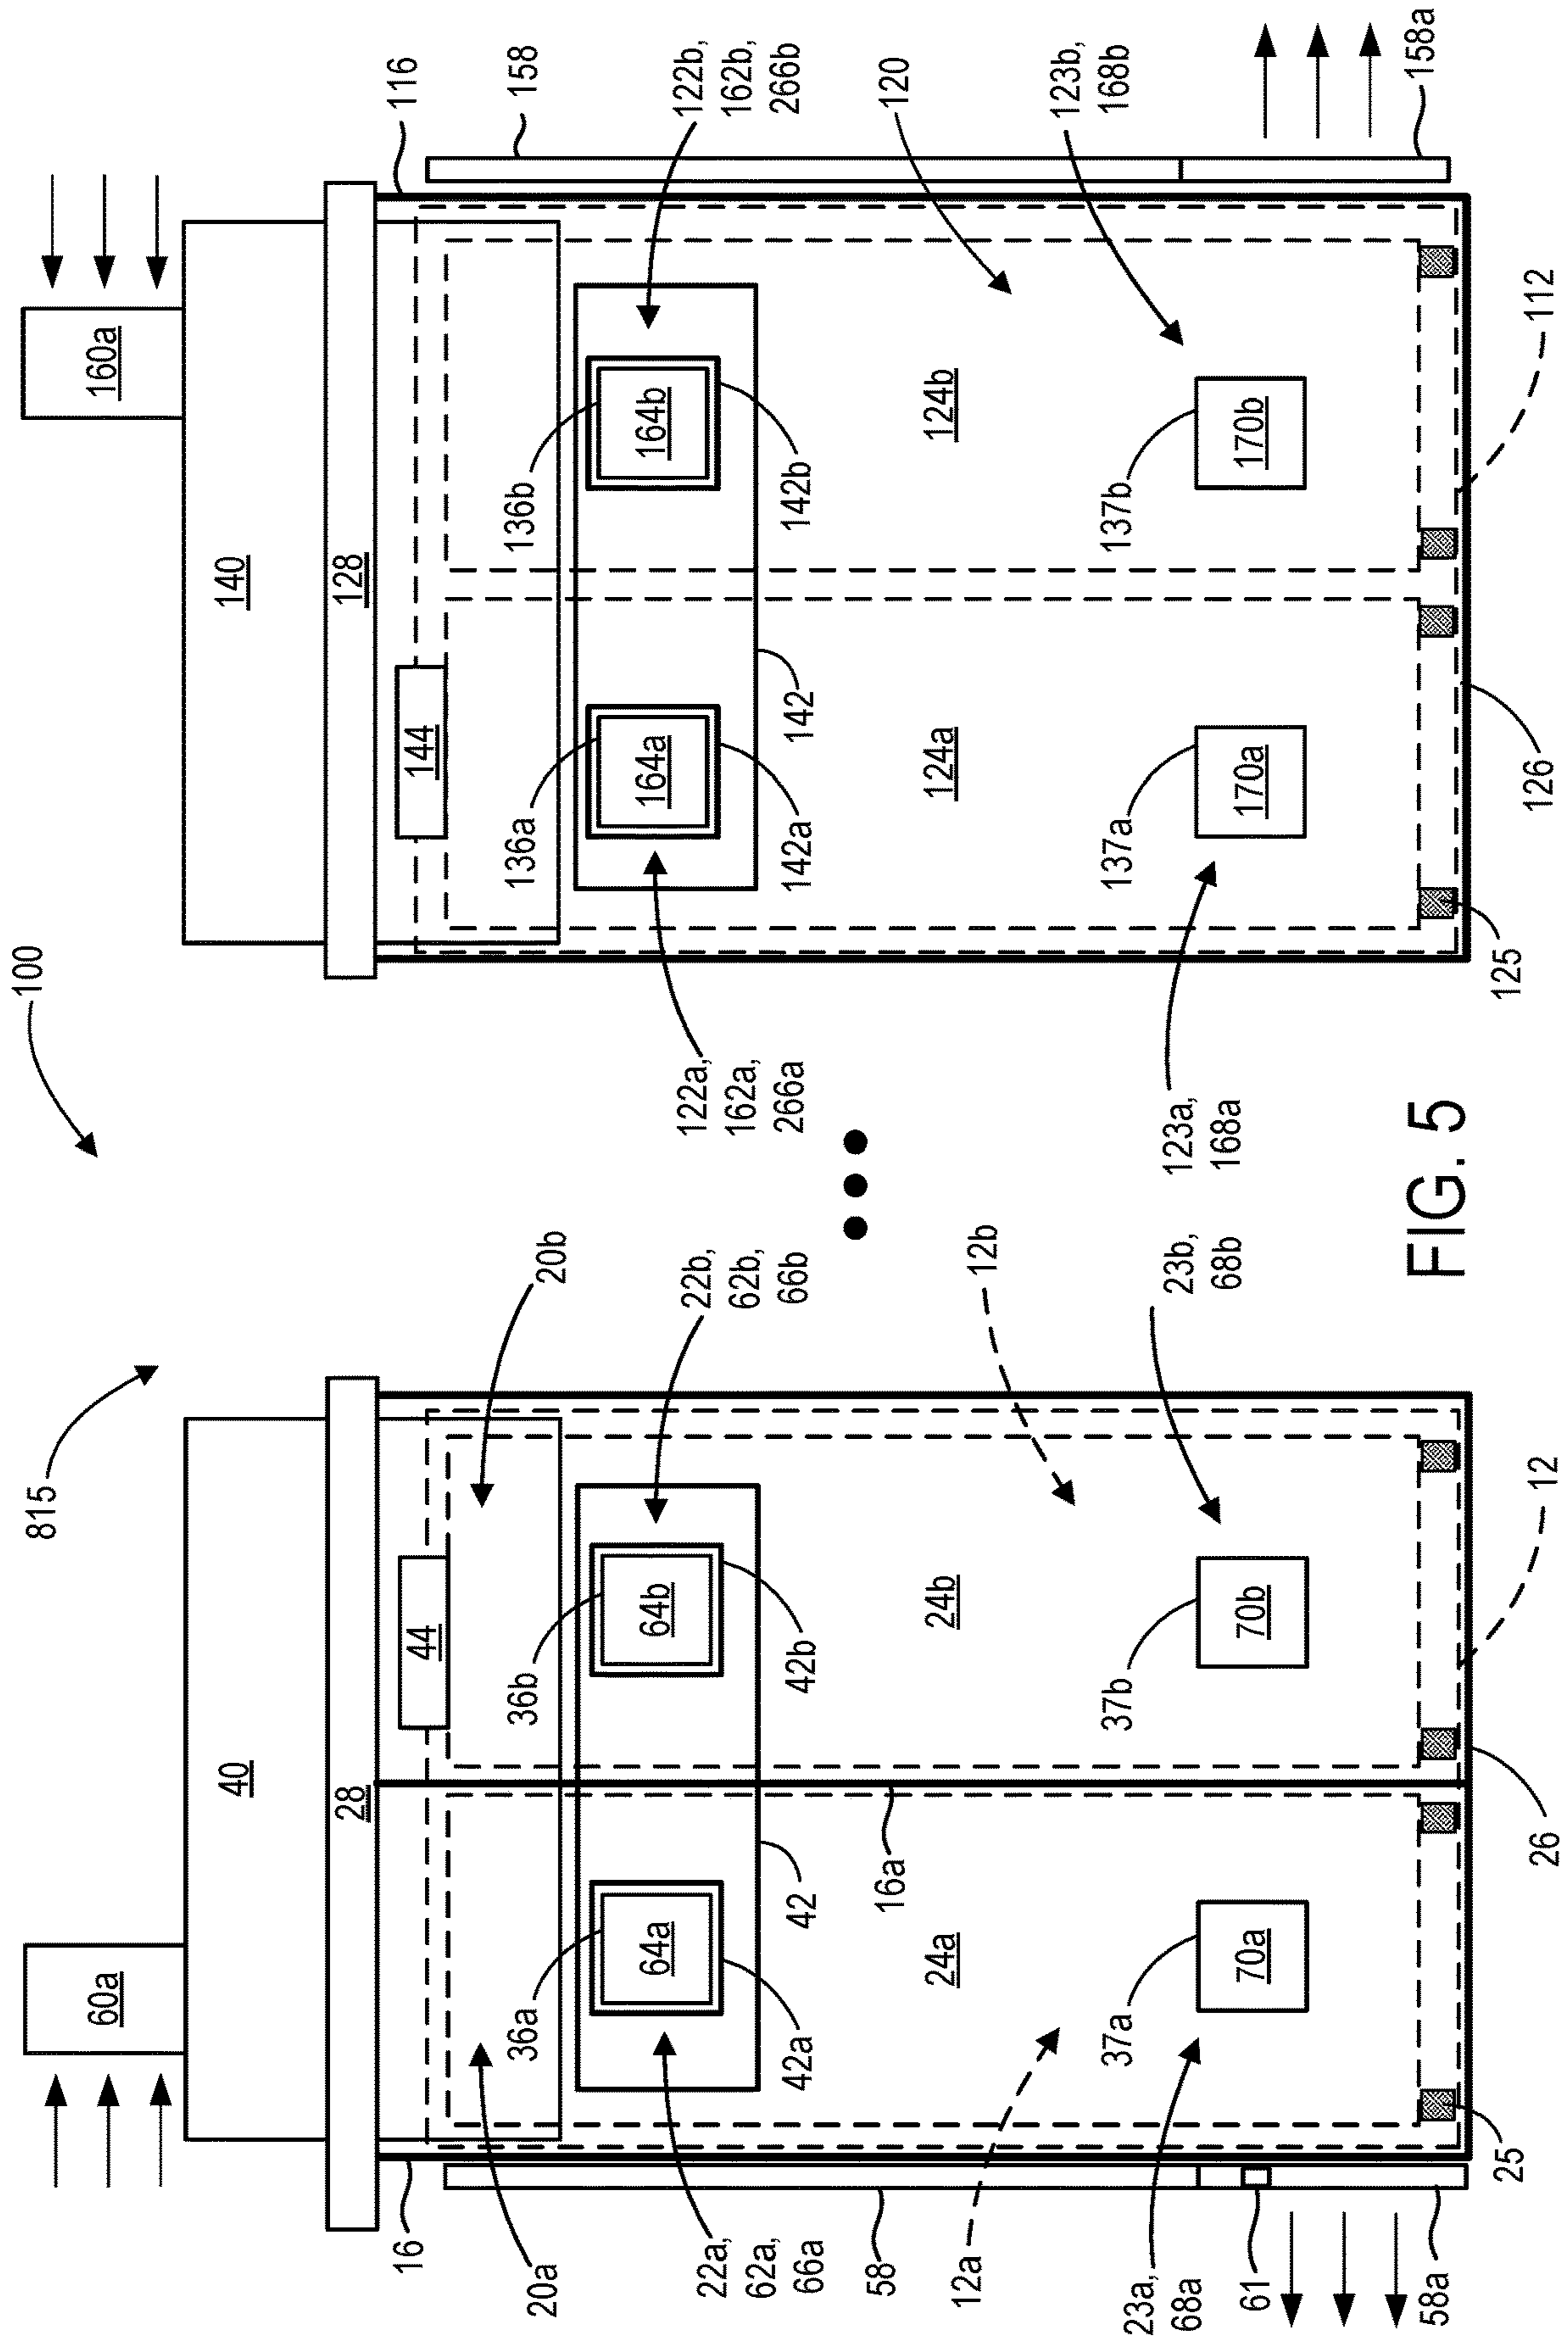 100
815
60a
160a
40
140
28
128
16
44
144
116
20a
36a
36b
20b
136a
136b
158
64a
64b
164a
164b
22a,
62a,
66a
22b,
62b,
66b
122a,
162a,
266a
122b,
162b,
266b
42a
42
42b
142a
142
142b
58
16a
120
24a
24b
124a
124b
12a
12b
37a
37b
137a
137b
23a,
68a
23b,
68b
123a,
168a
123b,
168b
70a
70b
170a
170b
61
58a
158a
25
26
12
125
126
112
FIG. 5